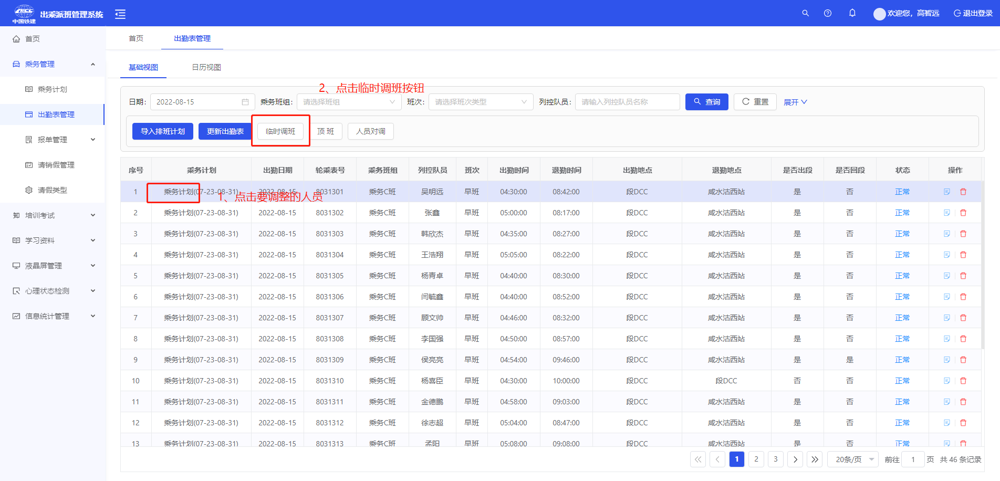 CRCC
中国铁建
出乘派班管理系统
欢迎您，高智远
退出登录
首页
乘务管理
乘务计划
出勤表管理
报单管理
请销假管理
请假类型
知 培训考试
学习资料
液晶屏管理
心理状态检测
信息统计管理
首页 出勤表管理
基础视图 日历视图
2、点击临时调班按钮
日期： 2022-08-15 乘务班组： 请选择班组 班次： 请选择班次类型 列控队员： 请输入列控队员名称 查询 重置 展开
导入排班计划 更新出勤表 临时调班 顶 班 人员对调
序号 乘务计划 出勤日期 轮乘表号 乘务班组 列控队员 班次 出勤时间 退勤时间 出勤地点 退勤地点 是否出段 是否回段 状态 操作
1 乘务计划(07-23-08-31) 2022-08-15 8031301 乘务C班 吴明远 早班 04:30:00 08:42:00 段DCC 咸水沽西站 是 否 正常
1、点击要调整的人员
2 乘务计划(07-23-08-31) 2022-08-15 8031302 乘务C班 张鑫 早班 05:00:00 08:17:00 段DCC 咸水沽西站 是 否 正常
3 乘务计划(07-23-08-31) 2022-08-15 8031303 乘务C班 韩欣杰 早班 04:35:00 08:27:00 段DCC 咸水沽西站 是 否 正常
4 乘务计划(07-23-08-31) 2022-08-15 8031304 乘务C班 王浩翔 早班 05:05:00 08:22:00 段DCC 咸水沽西站 是 否 正常
5 乘务计划(07-23-08-31) 2022-08-15 8031305 乘务C班 杨青卓 早班 04:40:00 08:30:00 段DCC 咸水沽西站 是 否 正常
6 乘务计划(07-23-08-31) 2022-08-15 8031306 乘务C班 闫毓鑫 早班 04:40:00 08:52:00 段DCC 咸水沽西站 是 否 正常
7 乘务计划(07-23-08-31) 2022-08-15 8031307 乘务C班 顾文帅 早班 04:46:00 08:32:00 段DCC 咸水沽西站 是 否 正常
8 乘务计划(07-23-08-31) 2022-08-15 8031308 乘务C班 李国强 早班 04:50:00 08:57:00 段DCC 咸水沽西站 是 否 正常
9 乘务计划(07-23-08-31) 2022-08-15 8031309 乘务C班 侯亮亮 早班 04:54:00 09:46:00 段DCC 咸水沽西站 是 是 正常
10 乘务计划(07-23-08-31) 2022-08-15 8031310 乘务C班 杨喜臣 早班 04:30:00 10:00:00 段DCC 段DCC 否 否 正常
11 乘务计划(07-23-08-31) 2022-08-15 8031311 乘务C班 金德鹏 早班 04:58:00 09:03:00 段DCC 咸水沽西站 是 否 正常
12 乘务计划(07-23-08-31) 2022-08-15 8031312 乘务C班 徐志超 早班 05:04:00 08:47:00 段DCC 咸水沽西站 是 否 正常
13 乘务计划(07-23-08-31) 2022-08-15 8031313 乘务C班 孟阳 早班 05:08:00 09:08:00 段DCC 咸水沽西站 是 否 正常
1 2 3 20条/页 前往 1 页 共 46 条记录